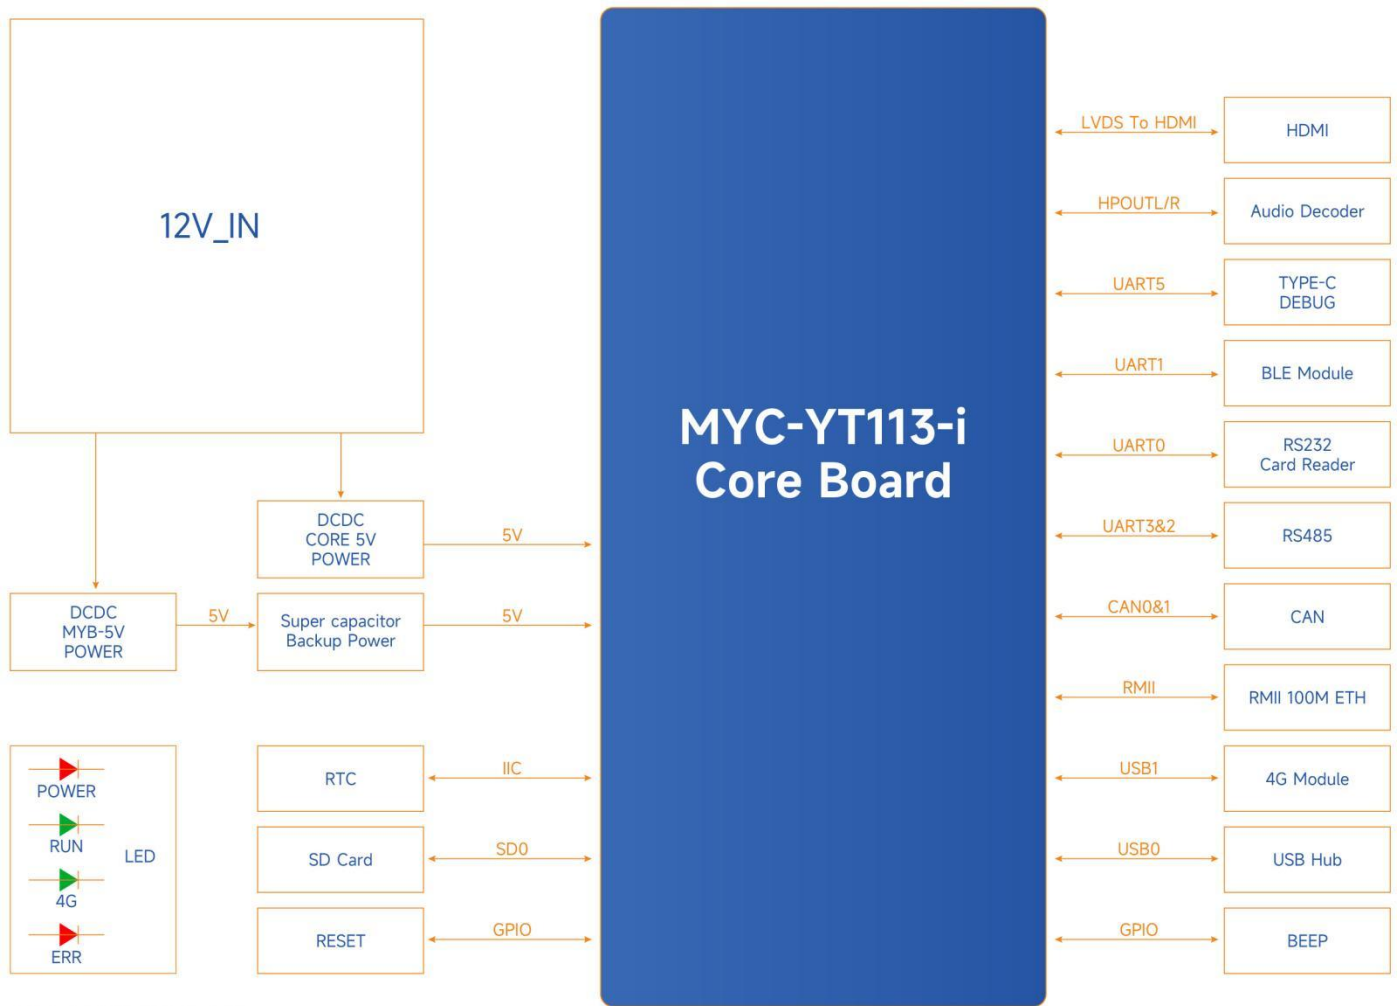 12V_IN
DCDC
CORE 5V
POWER
5V
DCDC
MYB-5V
POWER
5V
Super capacitor
Backup Power
5V
POWER
RUN
4G
ERR
LED
RTC
IIC
SD Card
SD0
RESET
GPIO
MYC-YT113-i
Core Board
LVDS To HDMI
HDMI
HPOUTL/R
Audio Decoder
UART5
TYPE-C
DEBUG
UART1
BLE Module
UART0
RS232
Card Reader
UART3&2
RS485
CAN0&1
CAN
RMII
RMII 100M ETH
USB1
4G Module
USB0
USB Hub
GPIO
BEEP